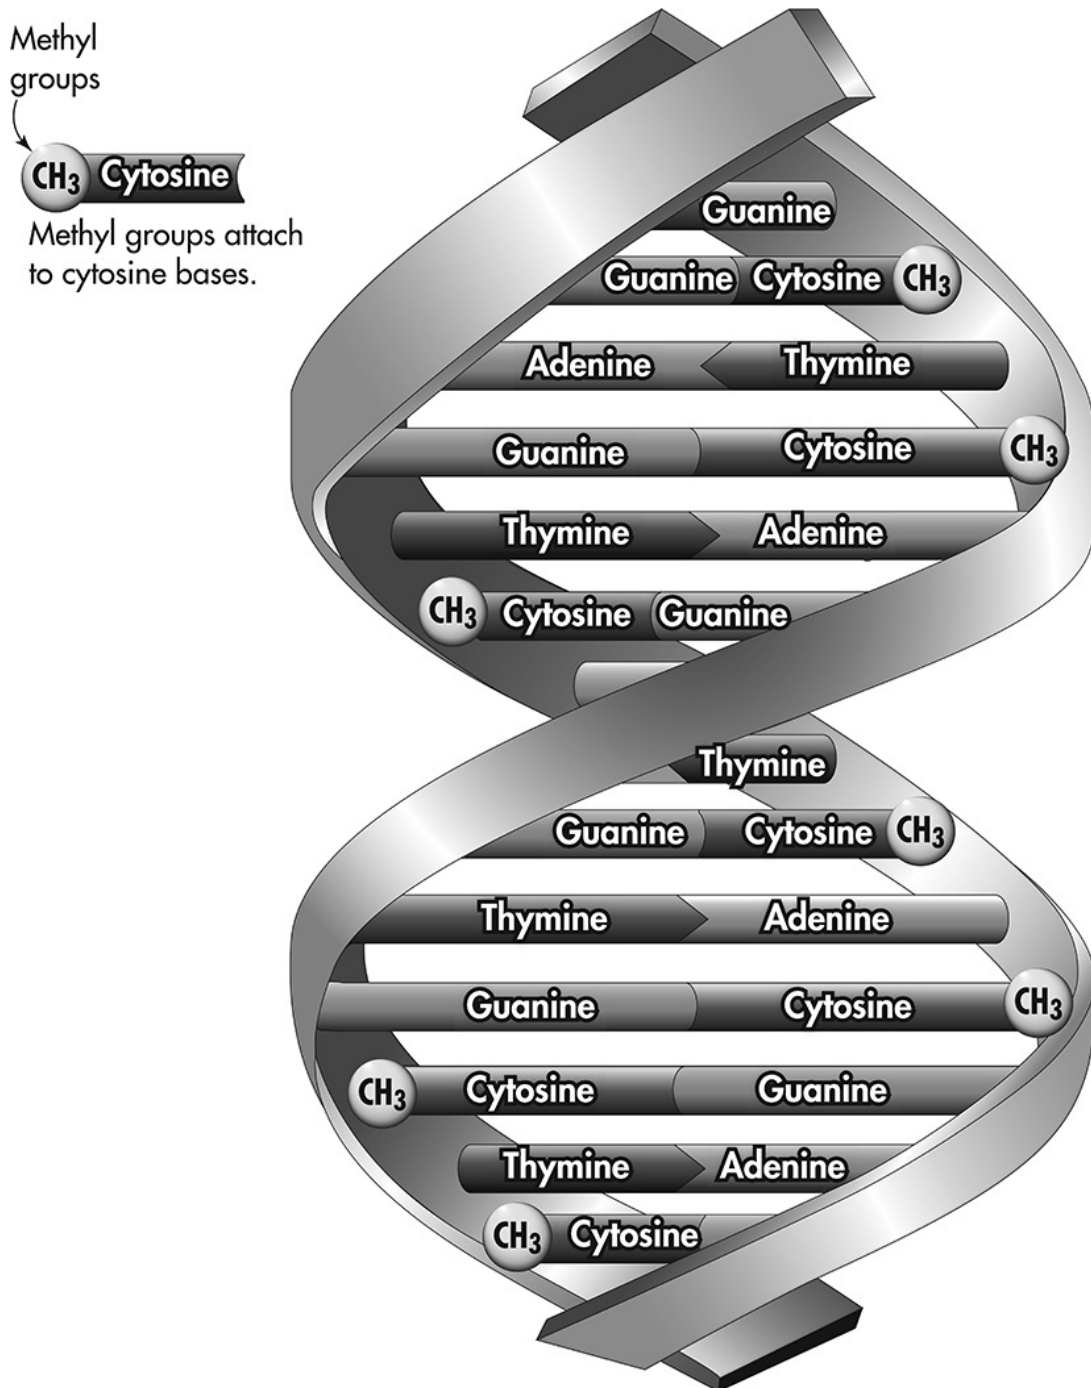 Methyl
groups
CH₃ Cytosine
Methyl groups attach
to cytosine bases.
Guanine
Guanine Cytosine CH₃
Adenine Thymine
Guanine Cytosine CH₃
Thymine Adenine
CH₃ Cytosine Guanine
Thymine
Guanine Cytosine CH₃
Thymine Adenine
Guanine Cytosine CH₃
CH₃ Cytosine Guanine
Thymine Adenine
CH₃ Cytosine